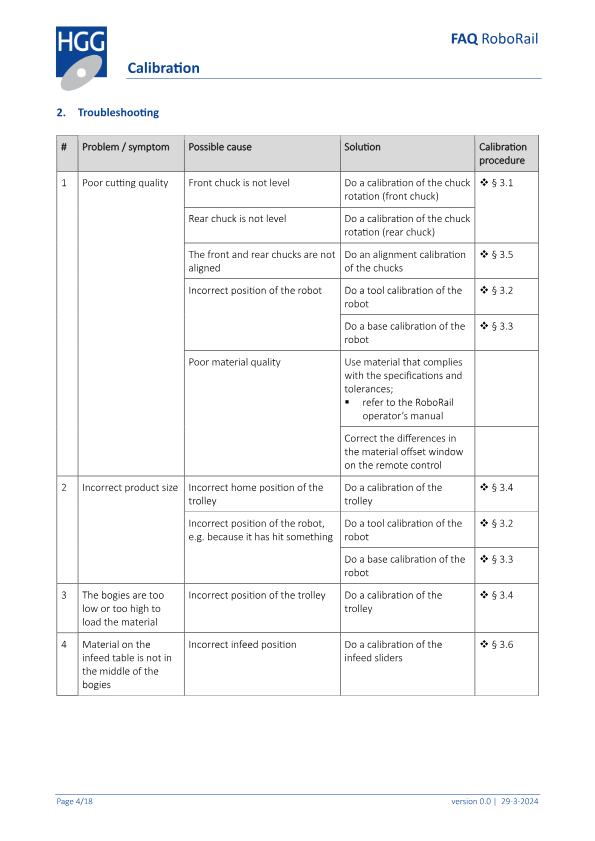 HGG
FAQ RoboRail
Calibration
2. Troubleshooting
# Problem / symptom Possible cause Solution Calibration
procedure
1 Poor cutting quality Front chuck is not level Do a calibration of the chuck ❖ § 3.1
rotation (front chuck)
Rear chuck is not level Do a calibration of the chuck
rotation (rear chuck)
The front and rear chucks are not Do an alignment calibration ❖ § 3.5
aligned of the chucks
Incorrect position of the robot Do a tool calibration of the ❖ § 3.2
robot
Do a base calibration of the ❖ § 3.3
robot
Poor material quality Use material that complies
with the specifications and
tolerances;
▪ refer to the RoboRail
operator's manual
Correct the differences in
the material offset window
on the remote control
2 Incorrect product size Incorrect home position of the Do a calibration of the ❖ § 3.4
trolley trolley
Incorrect position of the robot, Do a tool calibration of the ❖ § 3.2
e.g. because it has hit something robot
Do a base calibration of the ❖ § 3.3
robot
3 The bogies are too Incorrect position of the trolley Do a calibration of the ❖ § 3.4
low or too high to trolley
load the material
4 Material on the Incorrect infeed position Do a calibration of the ❖ § 3.6
infeed table is not in infeed sliders
the middle of the
bogies
Page 4/18 version 0.0 | 29-3-2024